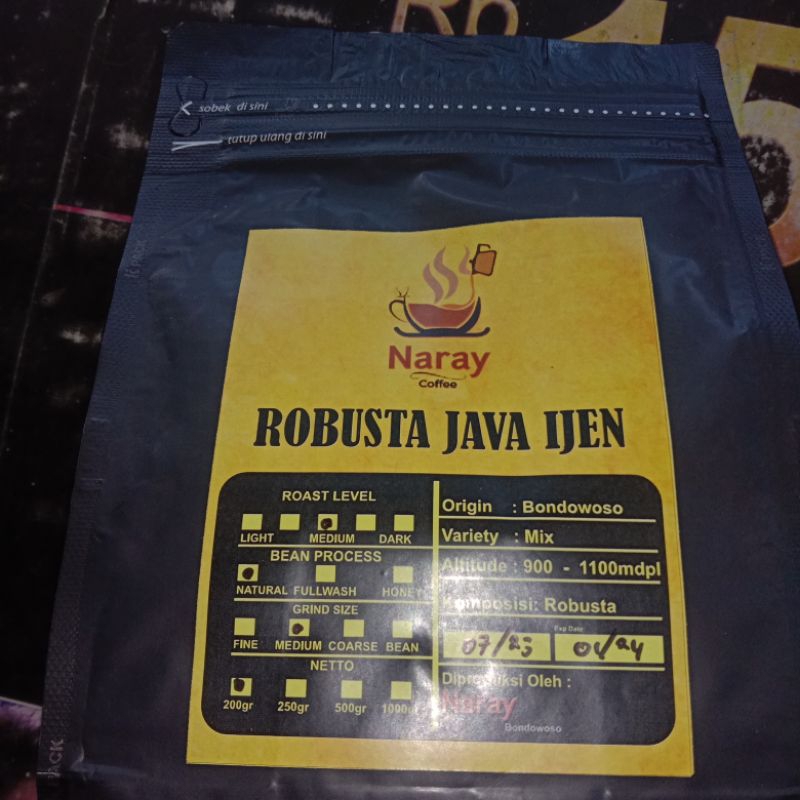 Rp 15
sobek di sini
tutup ulang di sini
Naray
Coffee
ROBUSTA JAVA IJEN
ROAST LEVEL
LIGHT MEDIUM DARK
BEAN PROCESS
NATURAL FULLWASH HONEY
GRIND SIZE
FINE MEDIUM COARSE BEAN
NETTO
200gr 250gr 500gr 1000gr
Origin : Bondowoso
Variety : Mix
Altitude : 900 - 1100mdpl
Komposisi: Robusta
Exp Date
07/23 01/24
Diproduksi Oleh :
Naray
Bondowoso